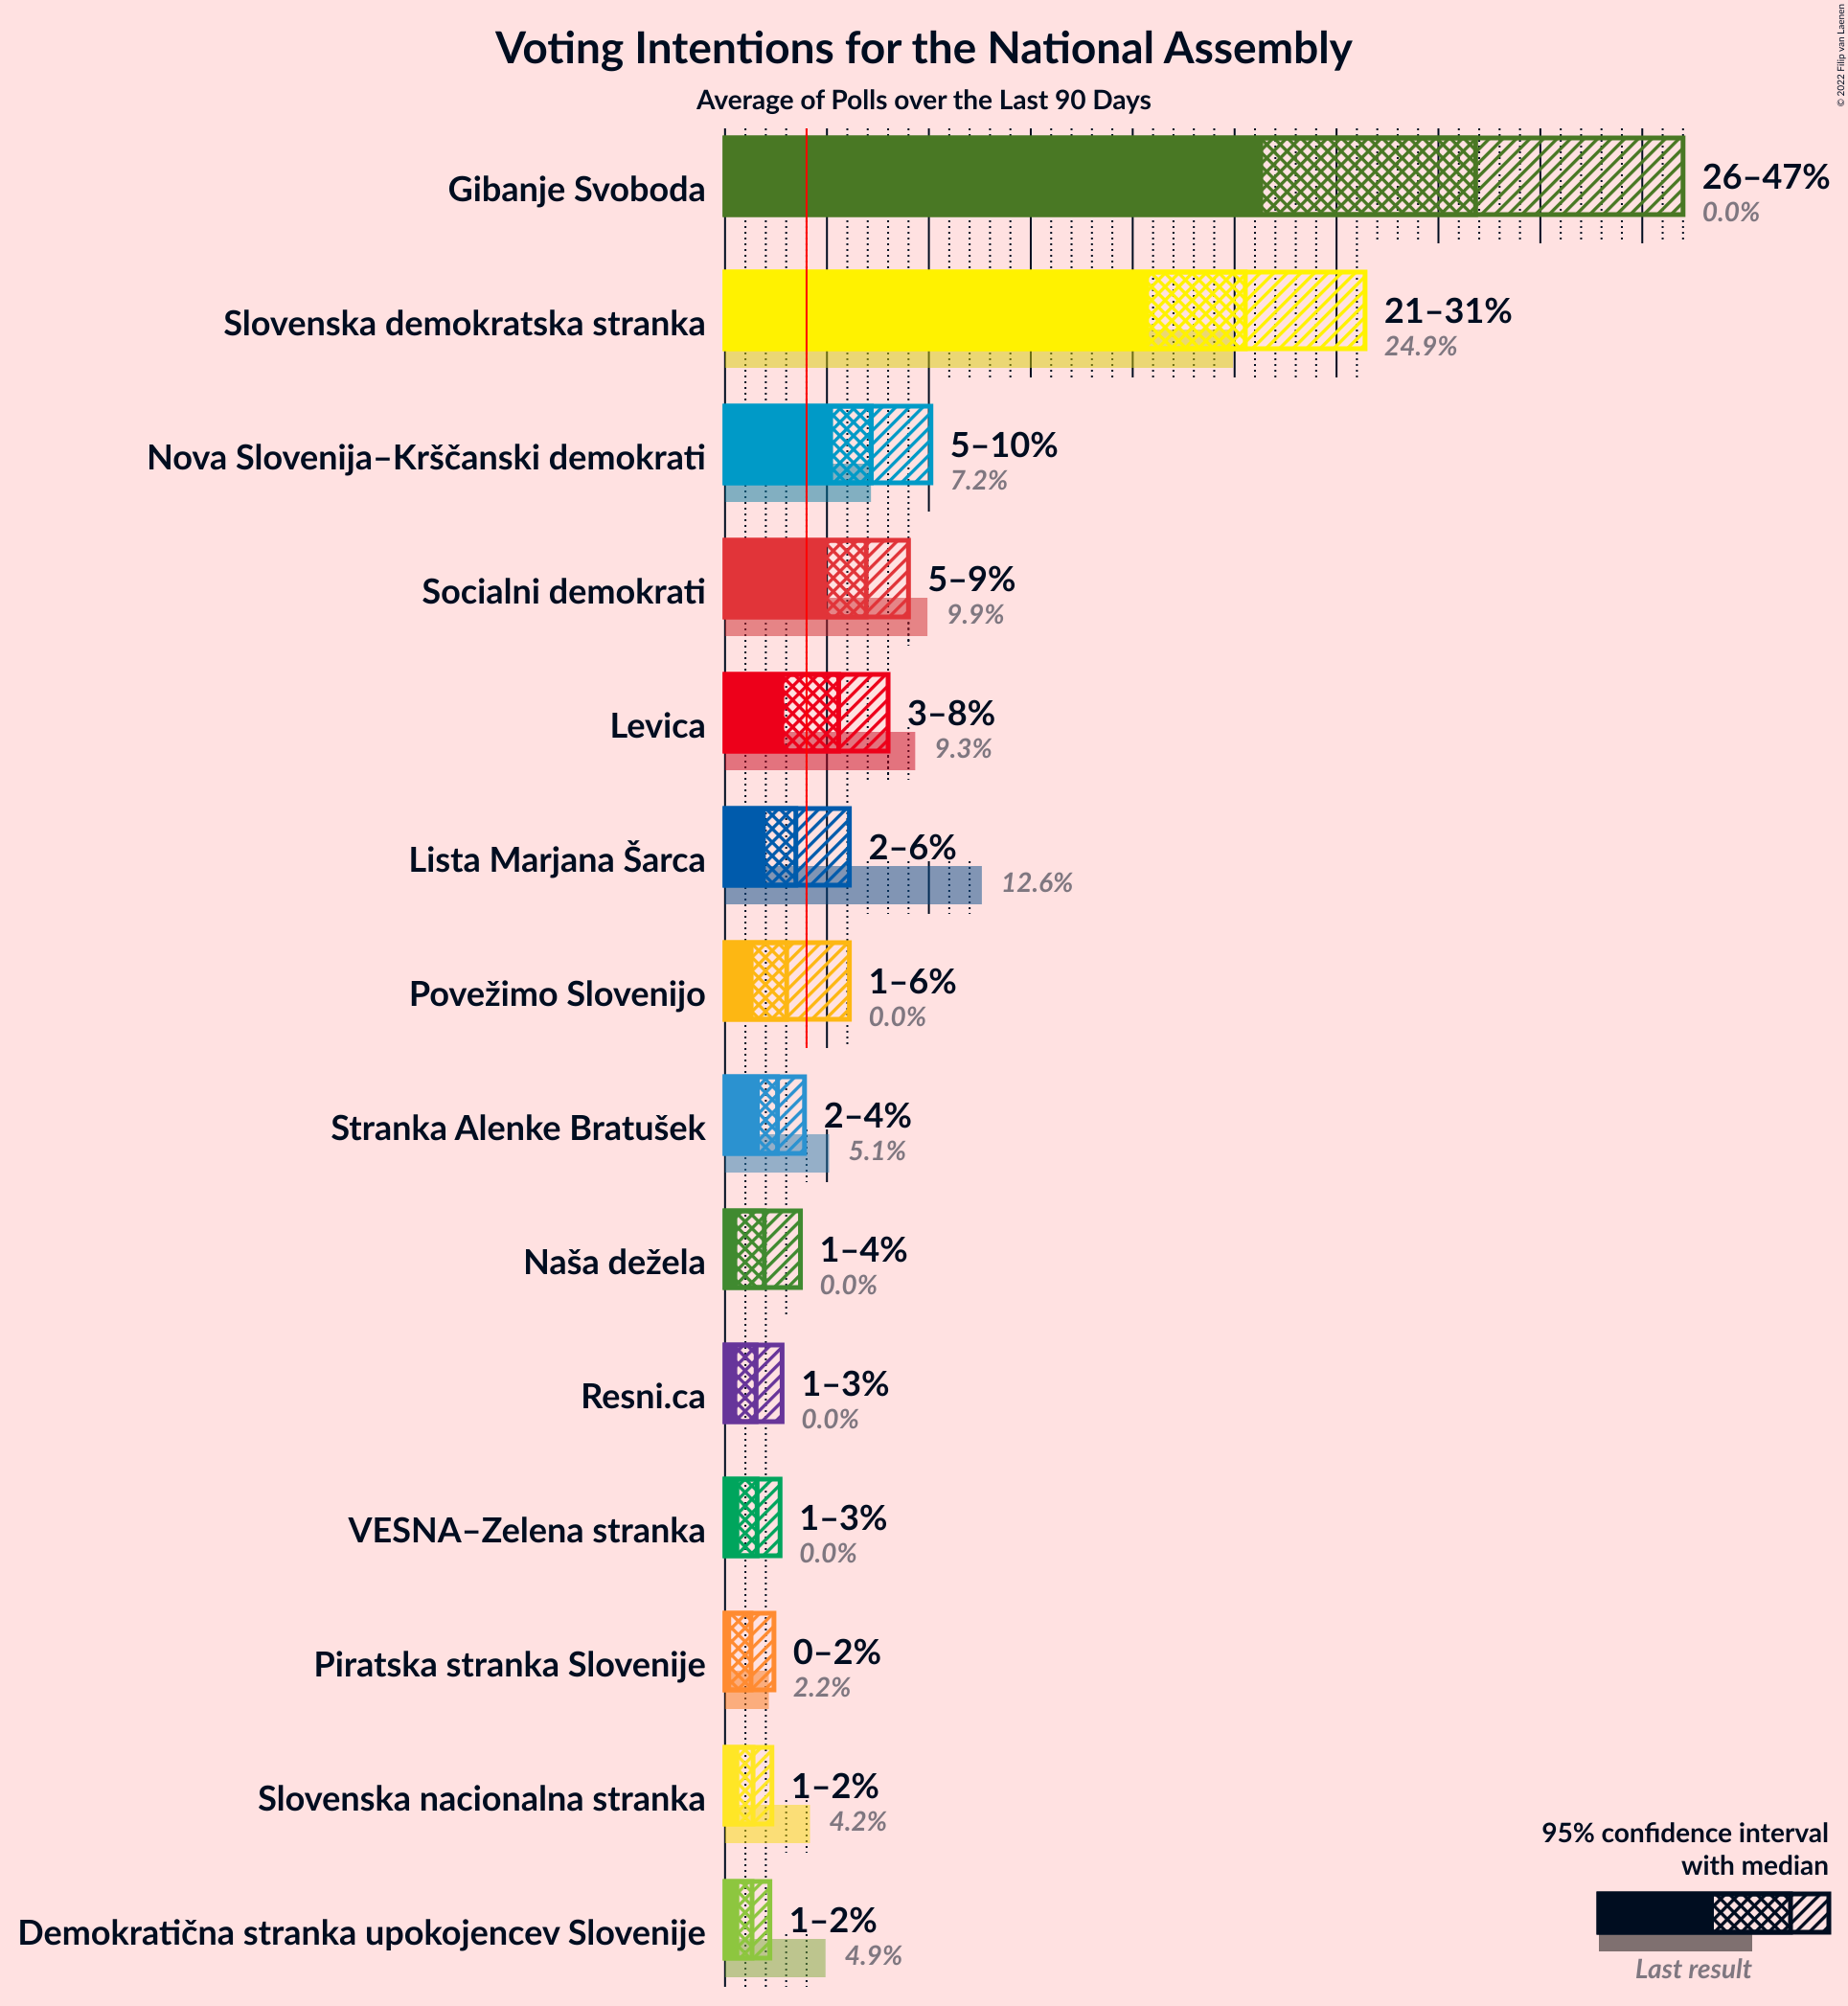 Voting Intentions for the National Assembly
Average of Polls over the Last 90 Days
© 2022 Filip van Laenen
Gibanje Svoboda
26–47%
0.0%
Slovenska demokratska stranka
21–31%
24.9%
Nova Slovenija–Krščanski demokrati
5–10%
7.2%
Socialni demokrati
5–9%
9.9%
Levica
3–8%
9.3%
Lista Marjana Šarca
2–6%
12.6%
Povežimo Slovenijo
1–6%
0.0%
Stranka Alenke Bratušek
2–4%
5.1%
Naša dežela
1–4%
0.0%
Resni.ca
1–3%
0.0%
VESNA–Zelena stranka
1–3%
0.0%
Piratska stranka Slovenije
0–2%
2.2%
Slovenska nacionalna stranka
1–2%
4.2%
Demokratična stranka upokojencev Slovenije
1–2%
4.9%
95% confidence interval
with median
Last result